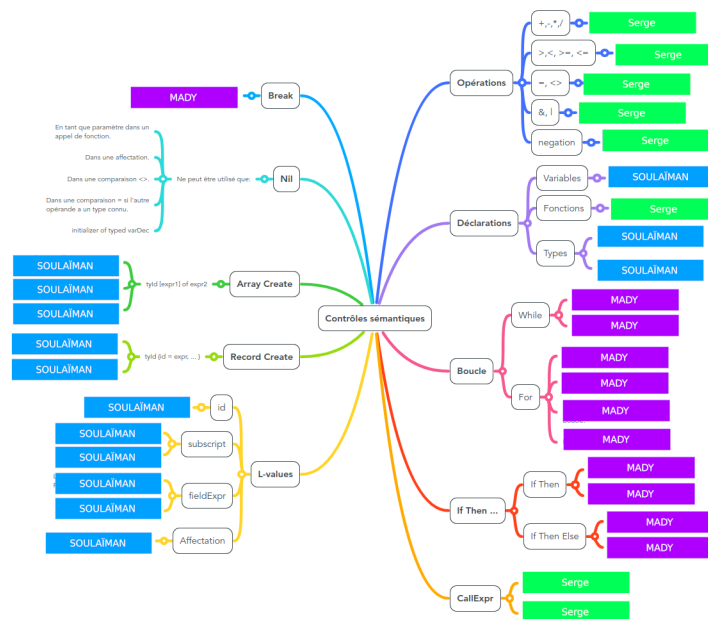 Contrôles sémantiques
Break
MADY
Nil
Ne peut être utilisé que:
En tant que paramètre dans un
appel de fonction.
Dans une affectation.
Dans une comparaison <>.
Dans une comparaison = si l'autre
opérande a un type connu.
initializer of typed varDec
Array Create
tyId [expr1] of expr2
SOULAÏMAN
SOULAÏMAN
SOULAÏMAN
Record Create
tyId {id = expr, ... }
SOULAÏMAN
SOULAÏMAN
L-values
id
SOULAÏMAN
subscript
SOULAÏMAN
SOULAÏMAN
fieldExpr
SOULAÏMAN
SOULAÏMAN
Affectation
SOULAÏMAN
Opérations
+,-,*,/
Serge
>,<, >=, <=
Serge
=, <>
Serge
&, |
Serge
negation
Serge
Déclarations
Variables
SOULAÏMAN
Fonctions
Serge
Types
SOULAÏMAN
SOULAÏMAN
Boucle
While
MADY
MADY
For
MADY
MADY
MADY
MADY
If Then ...
If Then
MADY
MADY
If Then Else
MADY
MADY
CallExpr
Serge
Serge